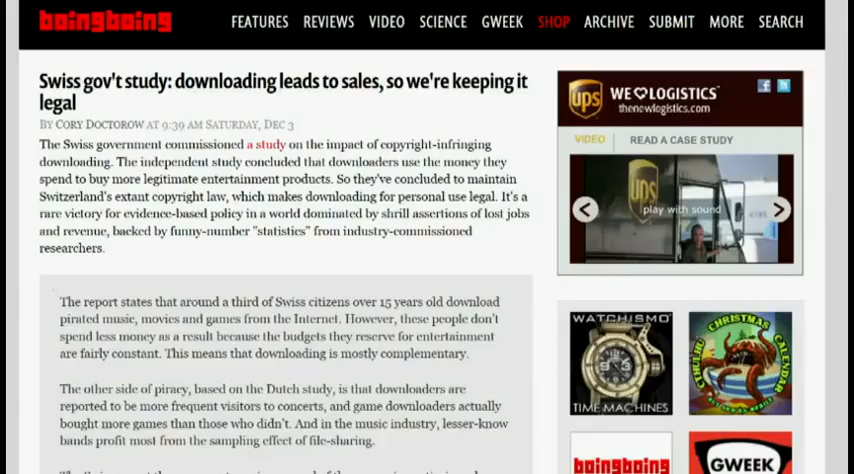 boingboing
FEATURES REVIEWS VIDEO SCIENCE GWEEK SHOP ARCHIVE SUBMIT MORE SEARCH
Swiss gov't study: downloading leads to sales, so we're keeping it
legal
BY CORY DOCTOROW AT 9:39 AM SATURDAY, DEC 3
The Swiss government commissioned a study on the impact of copyright-infringing
downloading. The independent study concluded that downloaders use the money they
spend to buy more legitimate entertainment products. So they've concluded to maintain
Switzerland's extant copyright law, which makes downloading for personal use legal. It's a
rare victory for evidence-based policy in a world dominated by shrill assertions of lost jobs
and revenue, backed by funny-number "statistics" from industry-commissioned
researchers.
The report states that around a third of Swiss citizens over 15 years old download
pirated music, movies and games from the Internet. However, these people don't
spend less money as a result because the budgets they reserve for entertainment
are fairly constant. This means that downloading is mostly complementary.
The other side of piracy, based on the Dutch study, is that downloaders are
reported to be more frequent visitors to concerts, and game downloaders actually
bought more games than those who didn't. And in the music industry, lesser-know
bands profit most from the sampling effect of file-sharing.
ups
WE LOGISTICS
thenewlogistics.com
VIDEO READ A CASE STUDY
ups
play with sound
WATCHISMO
TIME MACHINES
CTHULHU CHRISTMAS CALENDAR
boingboing
GWEEK